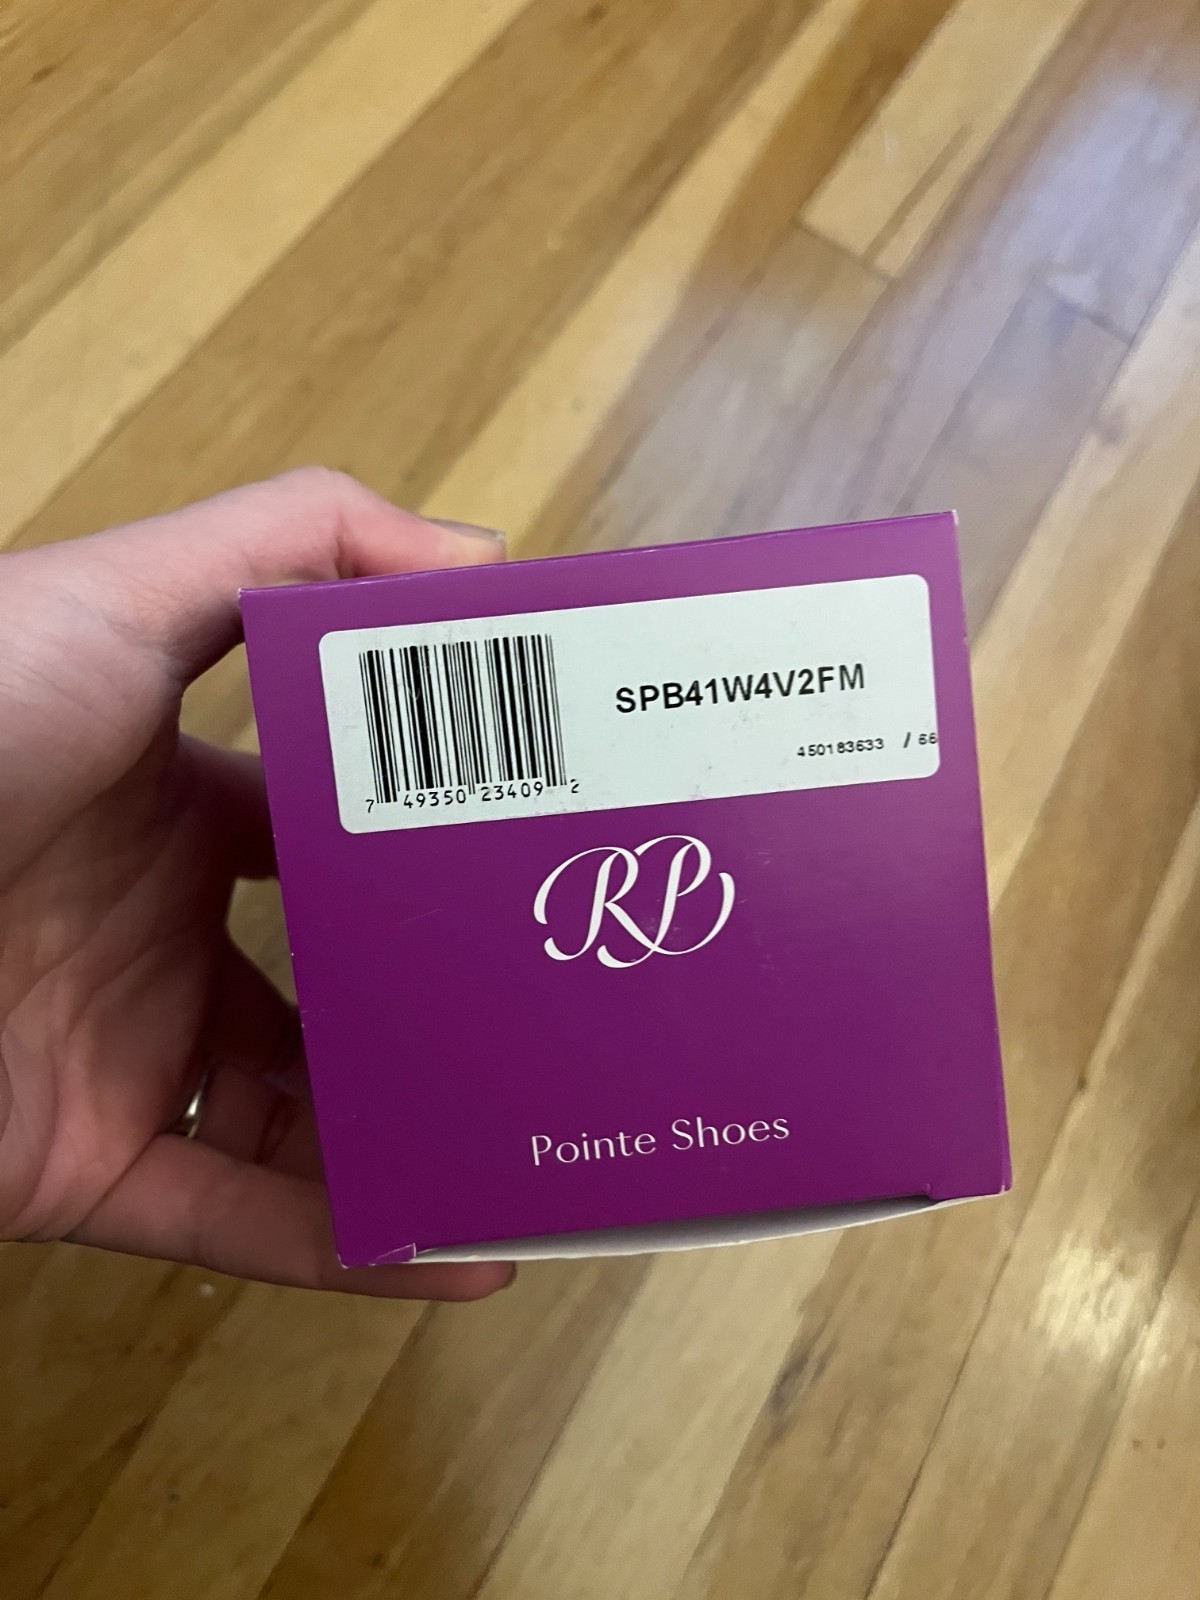 SPB41W4V2FM
450183633 / 66
7 49350 23409 2
RP
Pointe Shoes